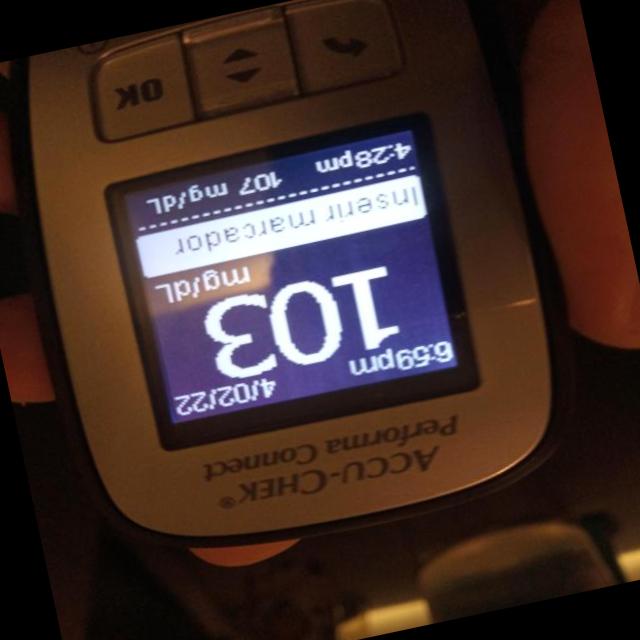 ACCU-CHEK®
Performa Connect
6:59pm 4/02/22
103 mg/dL
Inserir marcador
4:28pm 107 mg/dL
OK